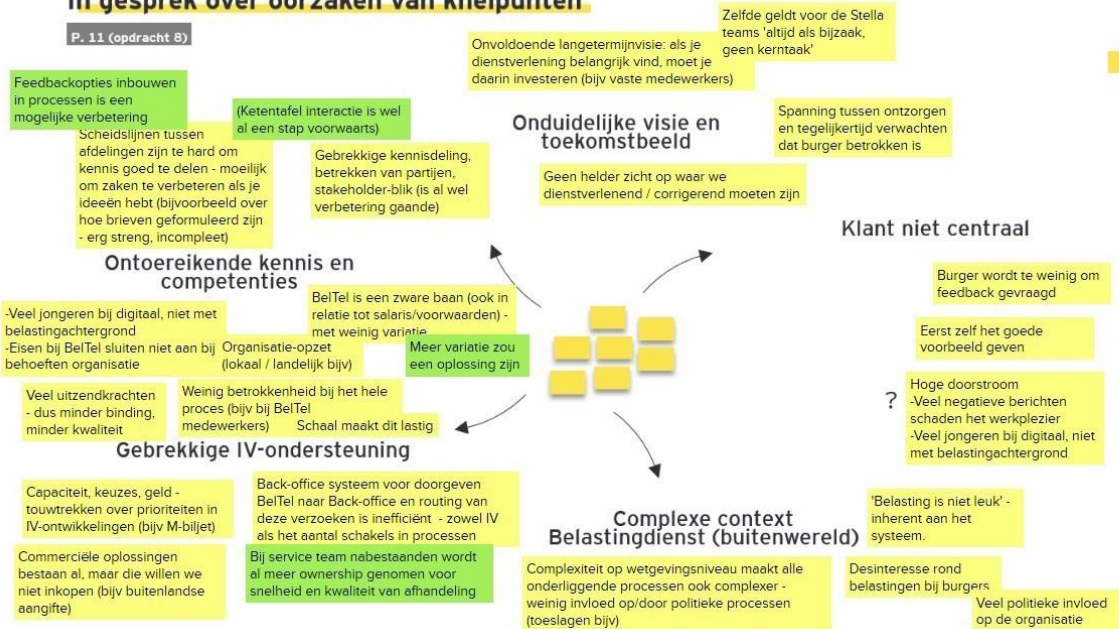 In gesprek over oorzaken van knelpunten
P. 11 (opdracht 8)
Zelfde geldt voor de Stella
teams 'altijd als bijzaak,
geen kerntaak'
Onvoldoende langetermijnvisie: als je
dienstverlening belangrijk vind, moet je
daarin investeren (bijv vaste medewerkers)
Feedbackopties inbouwen
in processen is een
mogelijke verbetering
(Ketentafel interactie is wel
al een stap voorwaarts)
Scheidslijnen tussen
afdelingen zijn te hard om
kennis goed te delen - moeilijk
om zaken te verbeteren als je
ideeën hebt (bijvoorbeeld over
hoe brieven geformuleerd zijn
- erg streng, incompleet)
Gebrekkige kennisdeling,
betrekken van partijen,
stakeholder-blik (is al wel
verbetering gaande)
Onduidelijke visie en
toekomstbeeld
Spanning tussen ontzorgen
en tegelijkertijd verwachten
dat burger betrokken is
Geen helder zicht op waar we
dienstverlenend / corrigerend moeten zijn
Klant niet centraal
Burger wordt te weinig om
feedback gevraagd
Eerst zelf het goede
voorbeeld geven
?
Hoge doorstroom
-Veel negatieve berichten
schaden het werkplezier
-Veel jongeren bij digitaal, niet
met belastingachtergrond
Ontoereikende kennis en
competenties
BelTel is een zware baan (ook in
relatie tot salaris/voorwaarden) -
met weinig variatie
-Veel jongeren bij digitaal, niet met
belastingachtergrond
-Eisen bij BelTel sluiten niet aan bij
behoeften organisatie
Organisatie-opzet
(lokaal / landelijk bijv)
Meer variatie zou
een oplossing zijn
Veel uitzendkrachten
- dus minder binding,
minder kwaliteit
Weinig betrokkenheid bij het hele
proces (bijv bij BelTel
medewerkers)
Schaal maakt dit lastig
Gebrekkige IV-ondersteuning
Capaciteit, keuzes, geld -
touwtrekken over prioriteiten in
IV-ontwikkelingen (bijv M-biljet)
Back-office systeem voor doorgeven
BelTel naar Back-office en routing van
deze verzoeken is inefficiënt - zowel IV
als het aantal schakels in processen
Commerciële oplossingen
bestaan al, maar die willen we
niet inkopen (bijv buitenlandse
aangifte)
Bij service team nabestaanden wordt
al meer ownership genomen voor
snelheid en kwaliteit van afhandeling
Complexe context
Belastingdienst (buitenwereld)
'Belasting is niet leuk' -
inherent aan het
systeem.
Complexiteit op wetgevingsniveau maakt alle
onderliggende processen ook complexer -
weinig invloed op/door politieke processen
(toeslagen bijv)
Desinteresse rond
belastingen bij burgers
Veel politieke invloed
op de organisatie